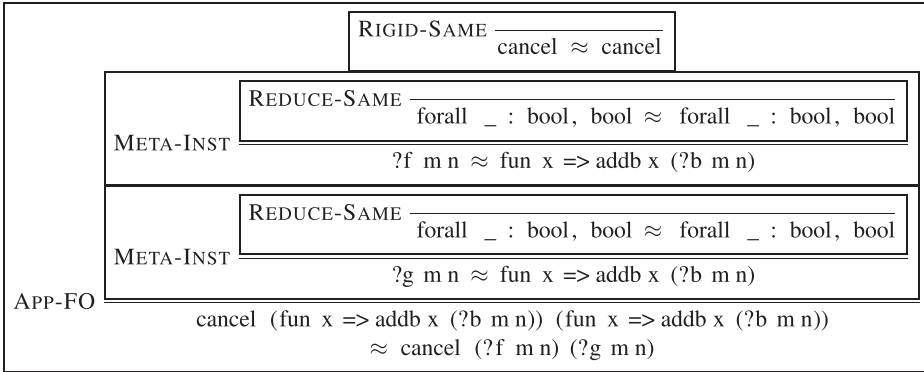 RIGID-SAME
cancel ≈ cancel
REDUCE-SAME
forall _ : bool, bool ≈ forall _ : bool, bool
META-INST
?f m n ≈ fun x => addb x (?b m n)
REDUCE-SAME
forall _ : bool, bool ≈ forall _ : bool, bool
META-INST
?g m n ≈ fun x => addb x (?b m n)
APP-FO
cancel (fun x => addb x (?b m n)) (fun x => addb x (?b m n))
≈ cancel (?f m n) (?g m n)